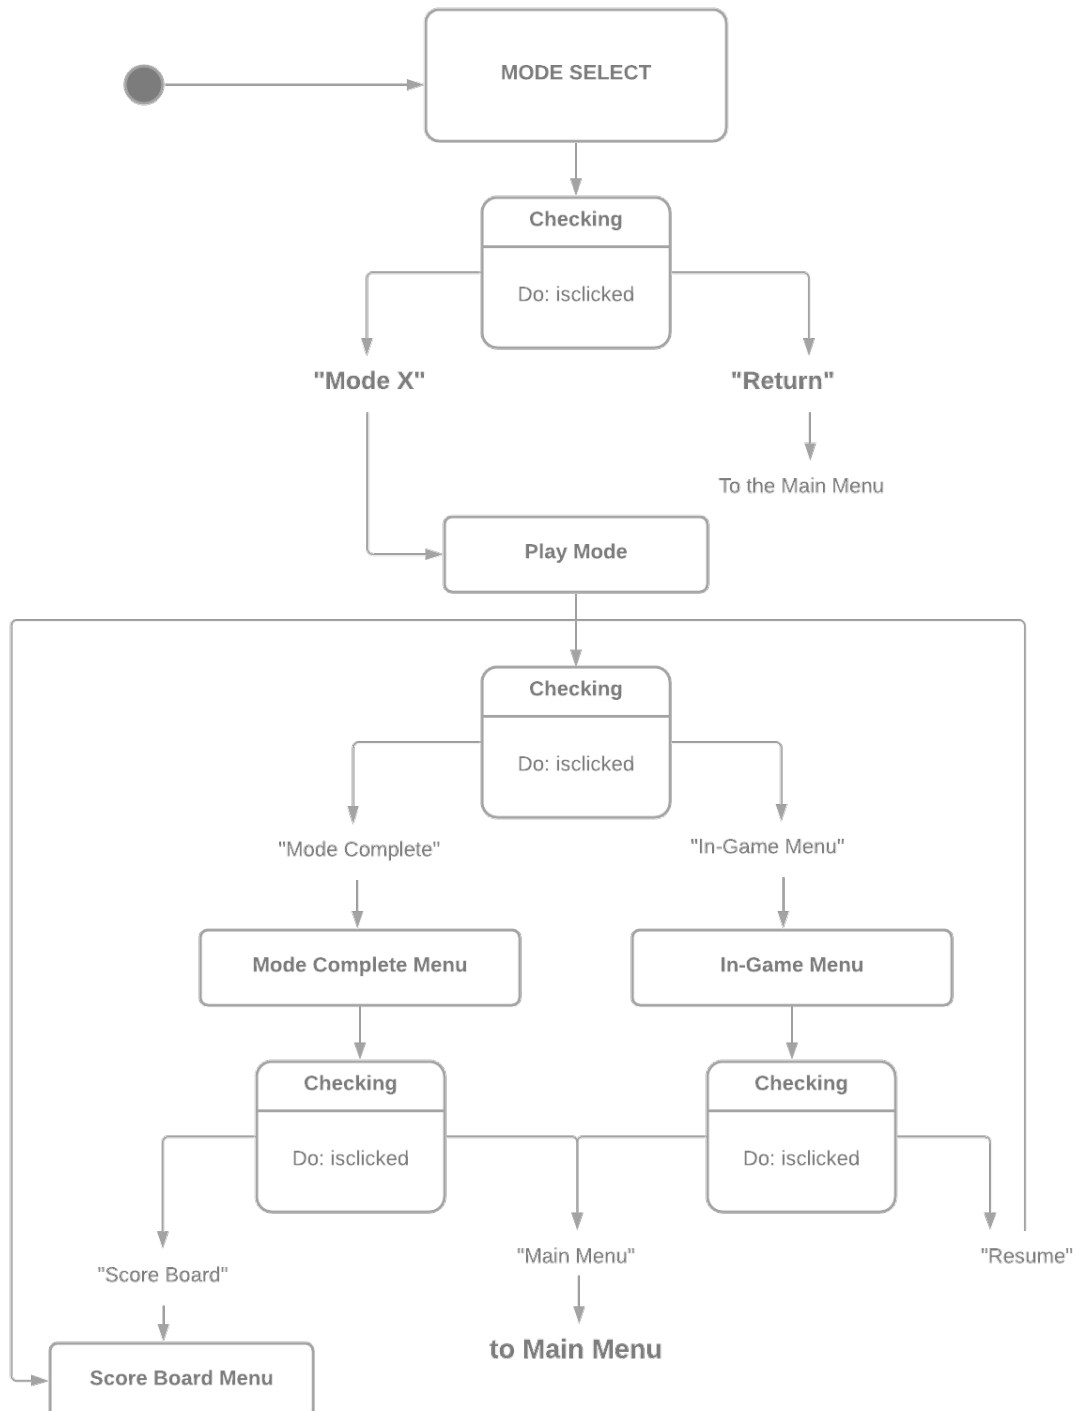 MODE SELECT
Checking
Do: isclicked
"Mode X"
"Return"
To the Main Menu
Play Mode
Checking
Do: isclicked
"Mode Complete"
"In-Game Menu"
Mode Complete Menu
In-Game Menu
Checking
Checking
Do: isclicked
Do: isclicked
"Score Board"
"Main Menu"
"Resume"
to Main Menu
Score Board Menu